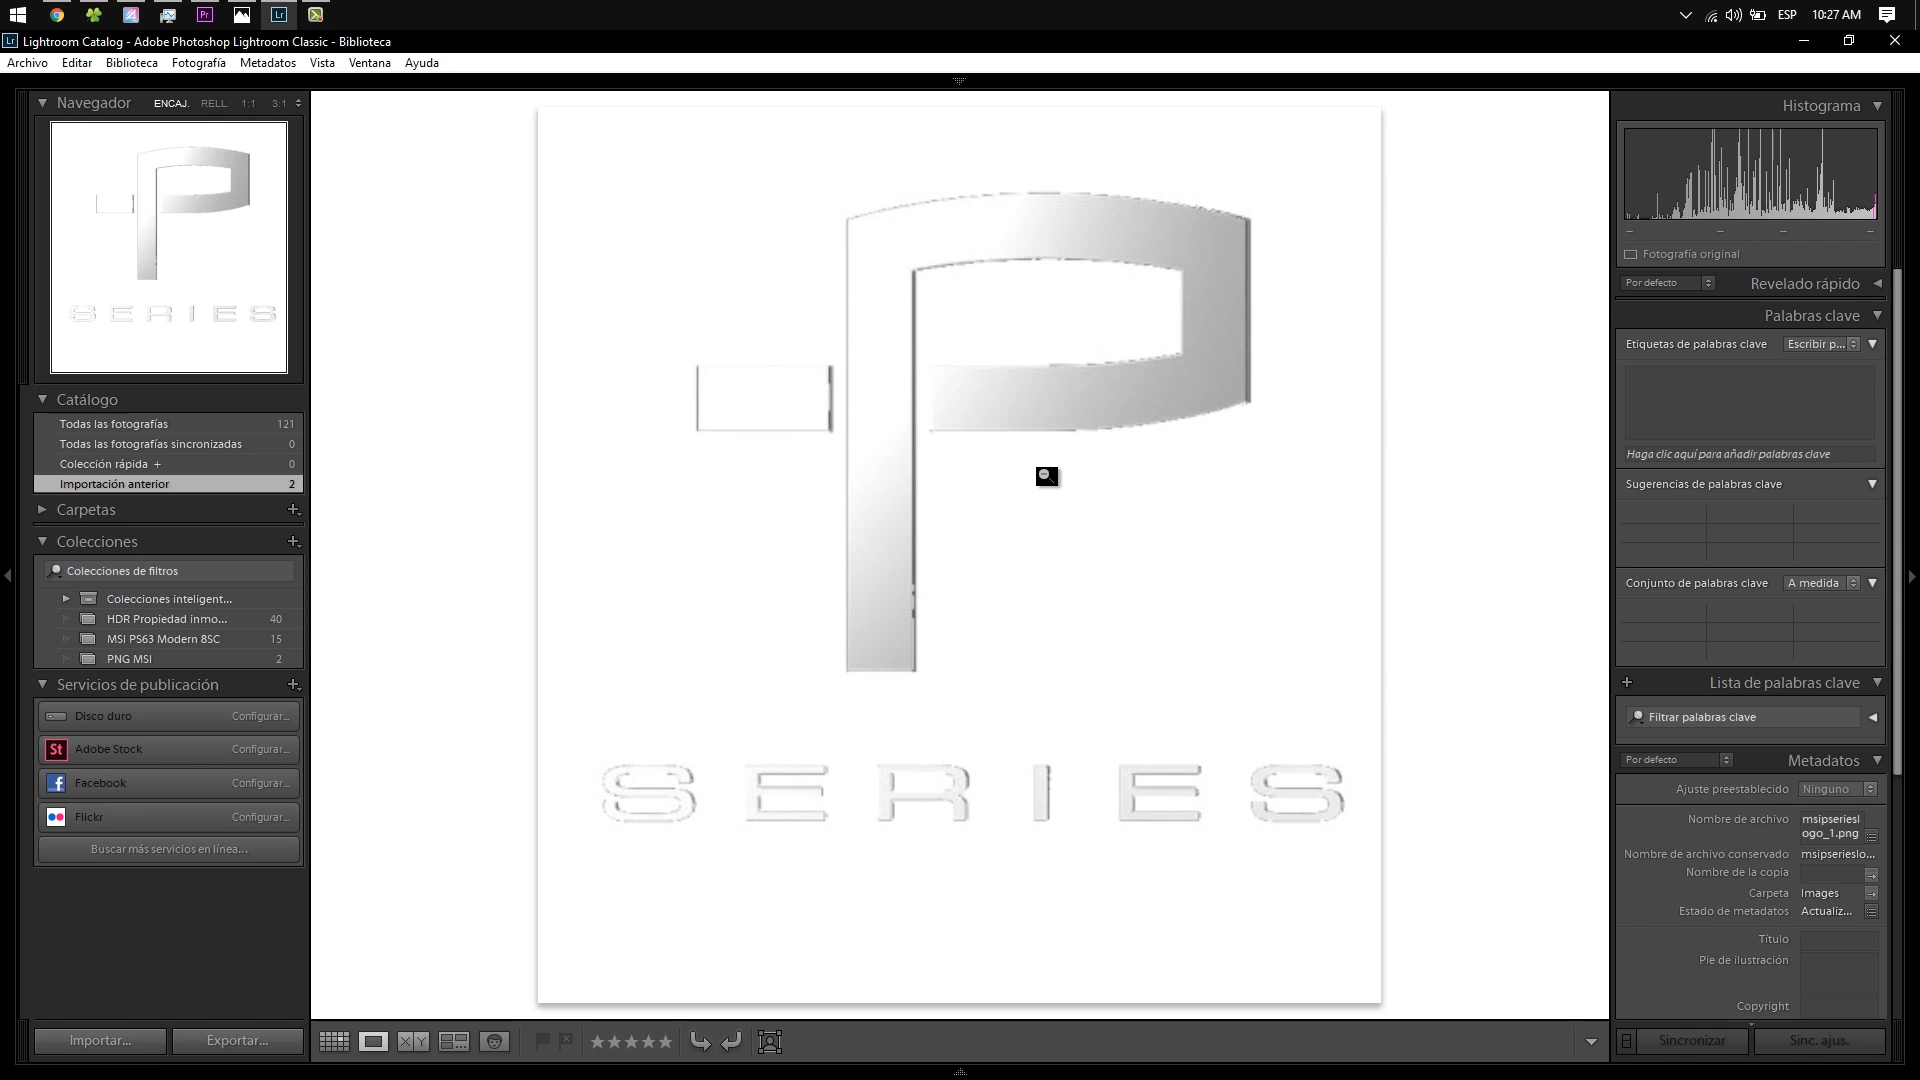 Pr
Lr
ESP
10:27 AM
Lr Lightroom Catalog - Adobe Photoshop Lightroom Classic - Biblioteca
Archivo Editar Biblioteca Fotografía Metadatos Vista Ventana Ayuda
Navegador ENCAJ. RELL. 1:1 3:1
P
SERIES
Catálogo
Todas las fotografías 121
Todas las fotografías sincronizadas 0
Colección rápida + 0
Importación anterior 2
Carpetas
Colecciones
Colecciones de filtros
Colecciones inteligent...
HDR Propiedad inmo... 40
MSI PS63 Modern 8SC 15
PNG MSI 2
Servicios de publicación
Disco duro Configurar...
St Adobe Stock Configurar...
f Facebook Configurar...
Flickr Configurar...
Buscar más servicios en línea...
Importar... Exportar...
P
SERIES
XY
Histograma
Fotografía original
Por defecto Revelado rápido
Palabras clave
Etiquetas de palabras clave Escribir p...
Haga clic aquí para añadir palabras clave
Sugerencias de palabras clave
Conjunto de palabras clave A medida
Lista de palabras clave
Filtrar palabras clave
Por defecto Metadatos
Ajuste preestablecido Ninguno
Nombre de archivo msipseriesl
ogo_1.png
Nombre de archivo conservado msipserieslo...
Nombre de la copia
Carpeta Images
Estado de metadatos Actualiz...
Título
Pie de ilustración
Copyright
Sincronizar Sinc. ajus.